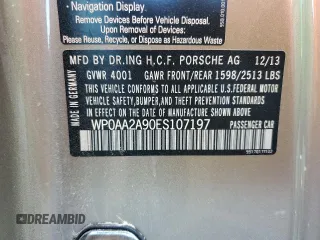 - Navigation Display.
Remove Devices Before Vehicle Disposal
Upon Removal of Devices:
Please Dispose as Hazardous Waste
MFD BY DR.ING H.C.F. PORSCHE AG 12/13
GVWR 4001 GAWR FRONT/REAR 1598/2513 LBS
THIS VEHICLE CONFORMS TO ALL APPLICABLE U.S. FEDERAL MOTOR
VEHICLE SAFETY, BUMPER, AND THEFT PREVENTION STANDARDS
IN EFFECT ON THE DATE OF MANUFACTURE SHOWN ABOVE.
WP0AA2A90ES107197 PASSENGER CAR
MADE IN GERMANY
DREAMBID